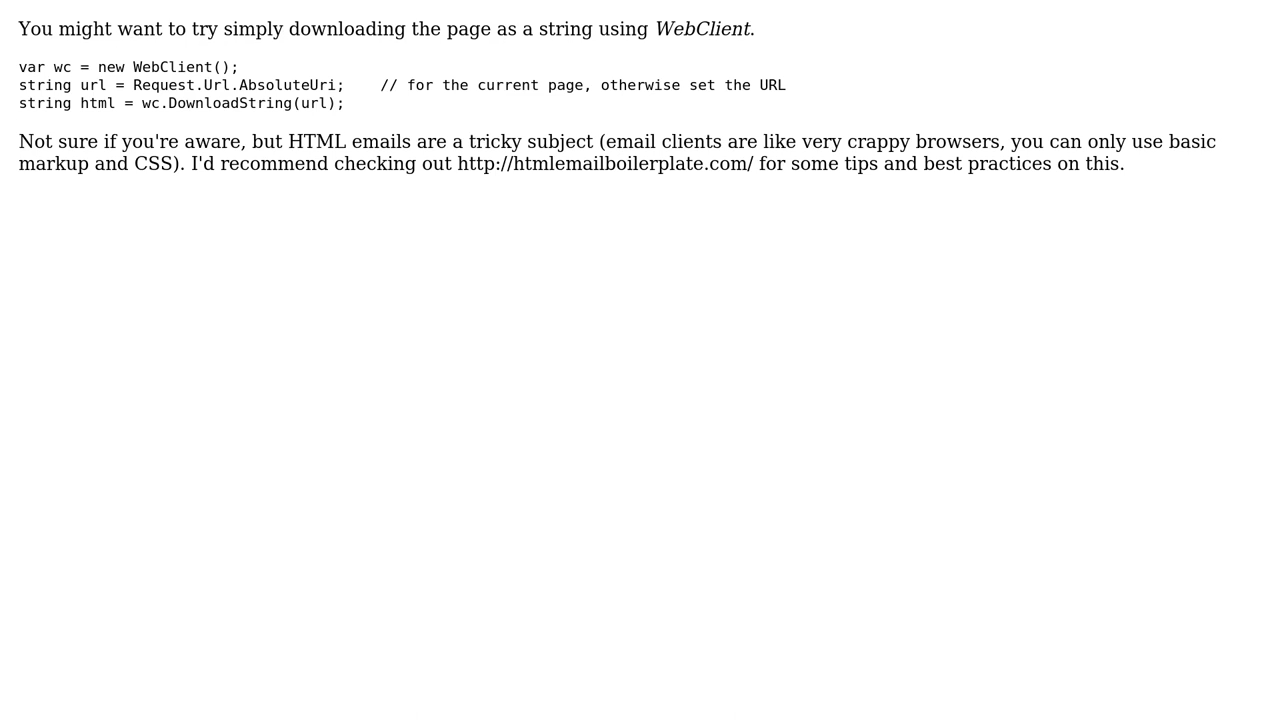 You might want to try simply downloading the page as a string using WebClient.
var wc = new WebClient();
string url = Request.Url.AbsoluteUri;    // for the current page, otherwise set the URL
string html = wc.DownloadString(url);
Not sure if you're aware, but HTML emails are a tricky subject (email clients are like very crappy browsers, you can only use basic
markup and CSS). I'd recommend checking out http://htmlemailboilerplate.com/ for some tips and best practices on this.